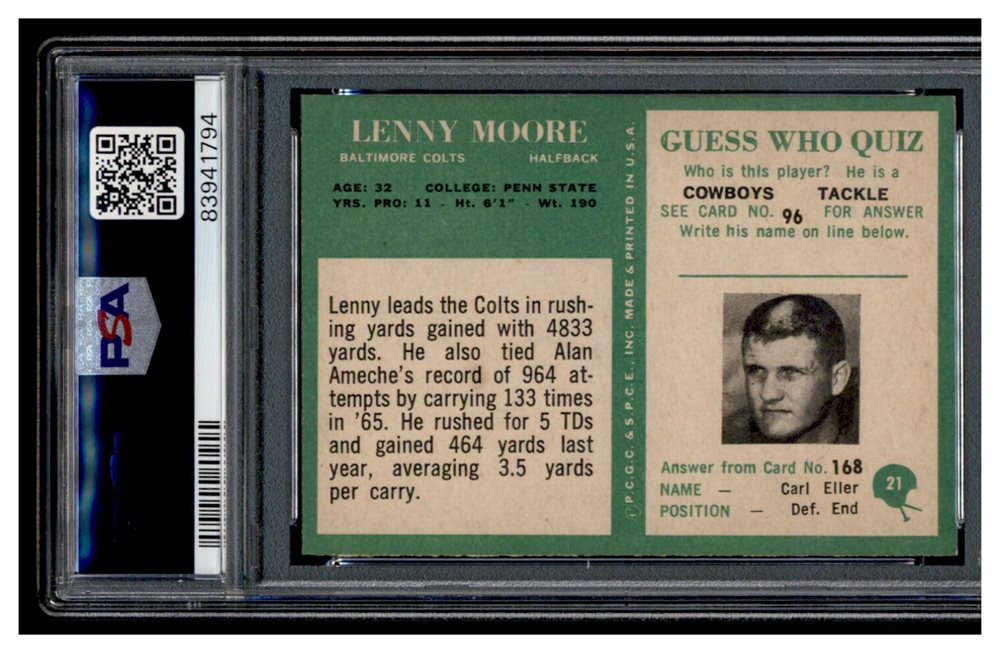 83941794
PSA
LENNY MOORE
BALTIMORE COLTS HALFBACK
AGE: 32 COLLEGE: PENN STATE
YRS. PRO: 11 - Ht. 6'1" - Wt. 190
Lenny leads the Colts in rush-
ing yards gained with 4833
yards. He also tied Alan
Ameche's record of 964 at-
tempts by carrying 133 times
in '65. He rushed for 5 TDs
and gained 464 yards last
year, averaging 3.5 yards
per carry.
©P.C.G.C. & S.P.C.E., INC. MADE & PRINTED IN U.S.A.
GUESS WHO QUIZ
Who is this player? He is a
COWBOYS TACKLE
SEE CARD NO. 96 FOR ANSWER
Write his name on line below.
Answer from Card No. 168
NAME — Carl Eller
POSITION — Def. End
21